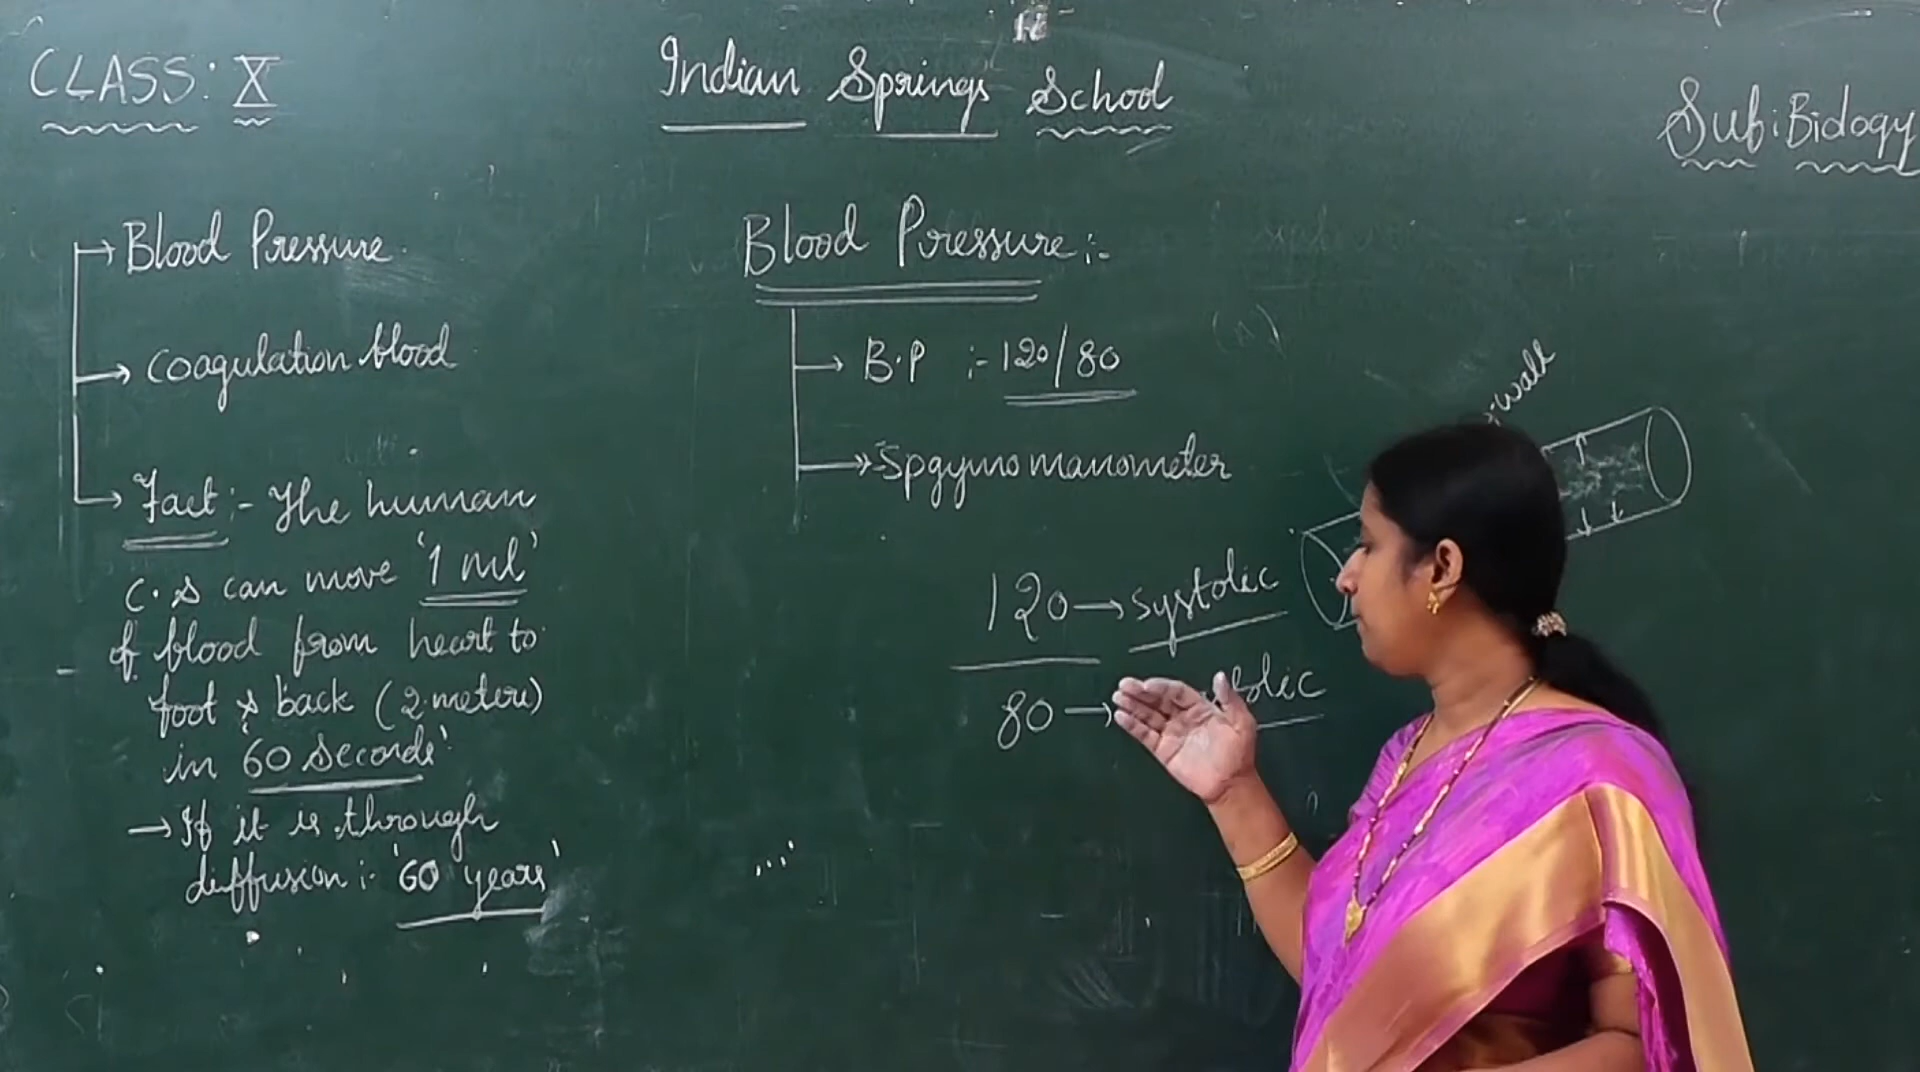 CLASS: X
Indian Springs School
Sub: Biology
Blood Pressure.
Coagulation blood
Fact:- The human
C.S can move '1 ml'
of blood from heart to
foot & back (2 meters)
in '60 seconds'
→ If it is through
diffusion:- '60 years'
Blood Pressure:-
B.P :- 120/80
Spgymomanometer
120 → systolic
80 →
wall